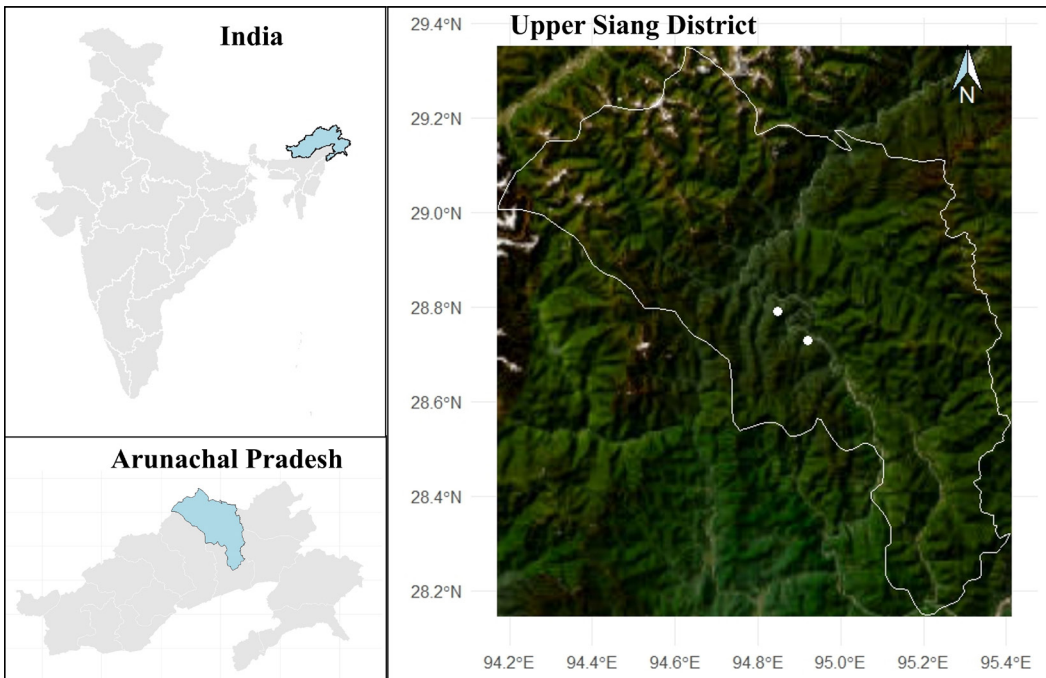 India
Arunachal Pradesh
Upper Siang District
N
29.4°N
29.2°N
29.0°N
28.8°N
28.6°N
28.4°N
28.2°N
94.2°E 94.4°E 94.6°E 94.8°E 95.0°E 95.2°E 95.4°E